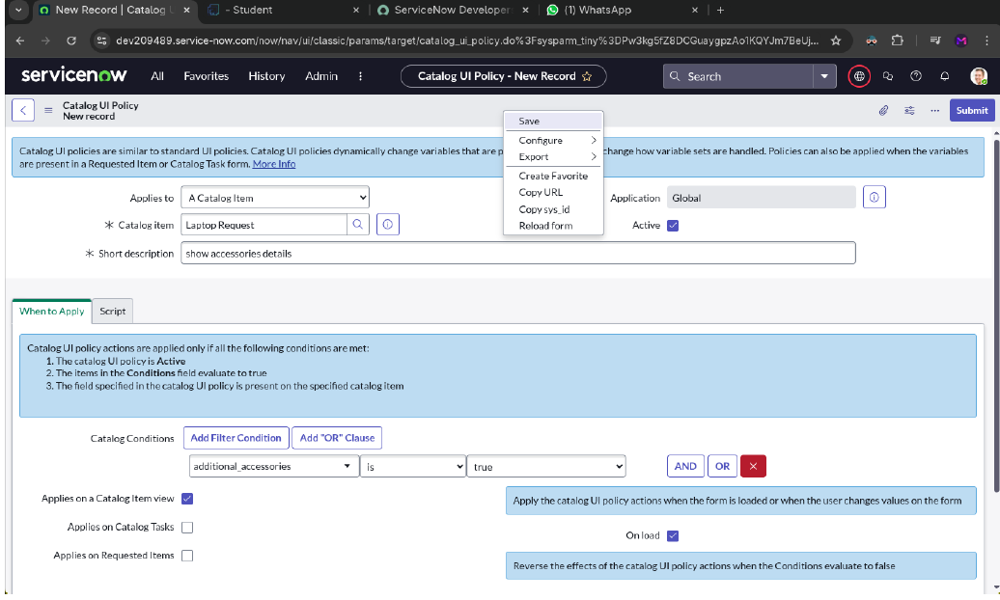 New Record | Catalog U
- Student
ServiceNow Developer
(1) WhatsApp
dev209489.service-now.com/now/nav/ui/classic/params/target/catalog_ui_policy.do%3Fsysparm_tiny%3DPw3kg5fZ8DCGuaygpzAo1KQYJm7BeUj...
servicenow
All
Favorites
History
Admin
Catalog UI Policy - New Record
Search
Catalog UI Policy
New record
Submit
Save
Configure
Export
Create Favorite
Copy URL
Copy sys_id
Reload form
Catalog UI policies are similar to standard UI policies. Catalog UI policies dynamically change variables that are p change how variable sets are handled. Policies can also be applied when the variables
are present in a Requested Item or Catalog Task form. More Info
Applies to
A Catalog Item
Application
Global
Catalog item
Laptop Request
Active
Short description
show accessories details
When to Apply
Script
Catalog UI policy actions are applied only if all the following conditions are met:
1. The catalog UI policy is Active
2. The items in the Conditions field evaluate to true
3. The field specified in the catalog UI policy is present on the specified catalog item
Catalog Conditions
Add Filter Condition
Add "OR" Clause
additional_accessories
is
true
AND
OR
Applies on a Catalog Item view
Apply the catalog UI policy actions when the form is loaded or when the user changes values on the form
Applies on Catalog Tasks
On load
Applies on Requested Items
Reverse the effects of the catalog UI policy actions when the Conditions evaluate to false